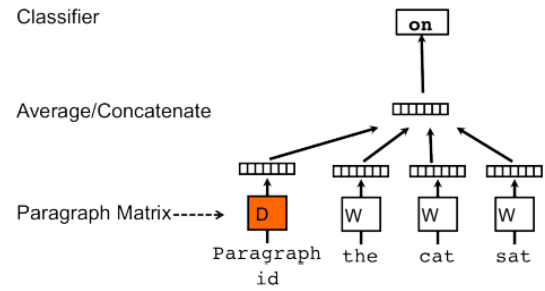 Classifier
on
Average/Concatenate
Paragraph Matrix
D
W
W
W
Paragraph
id
the
cat
sat